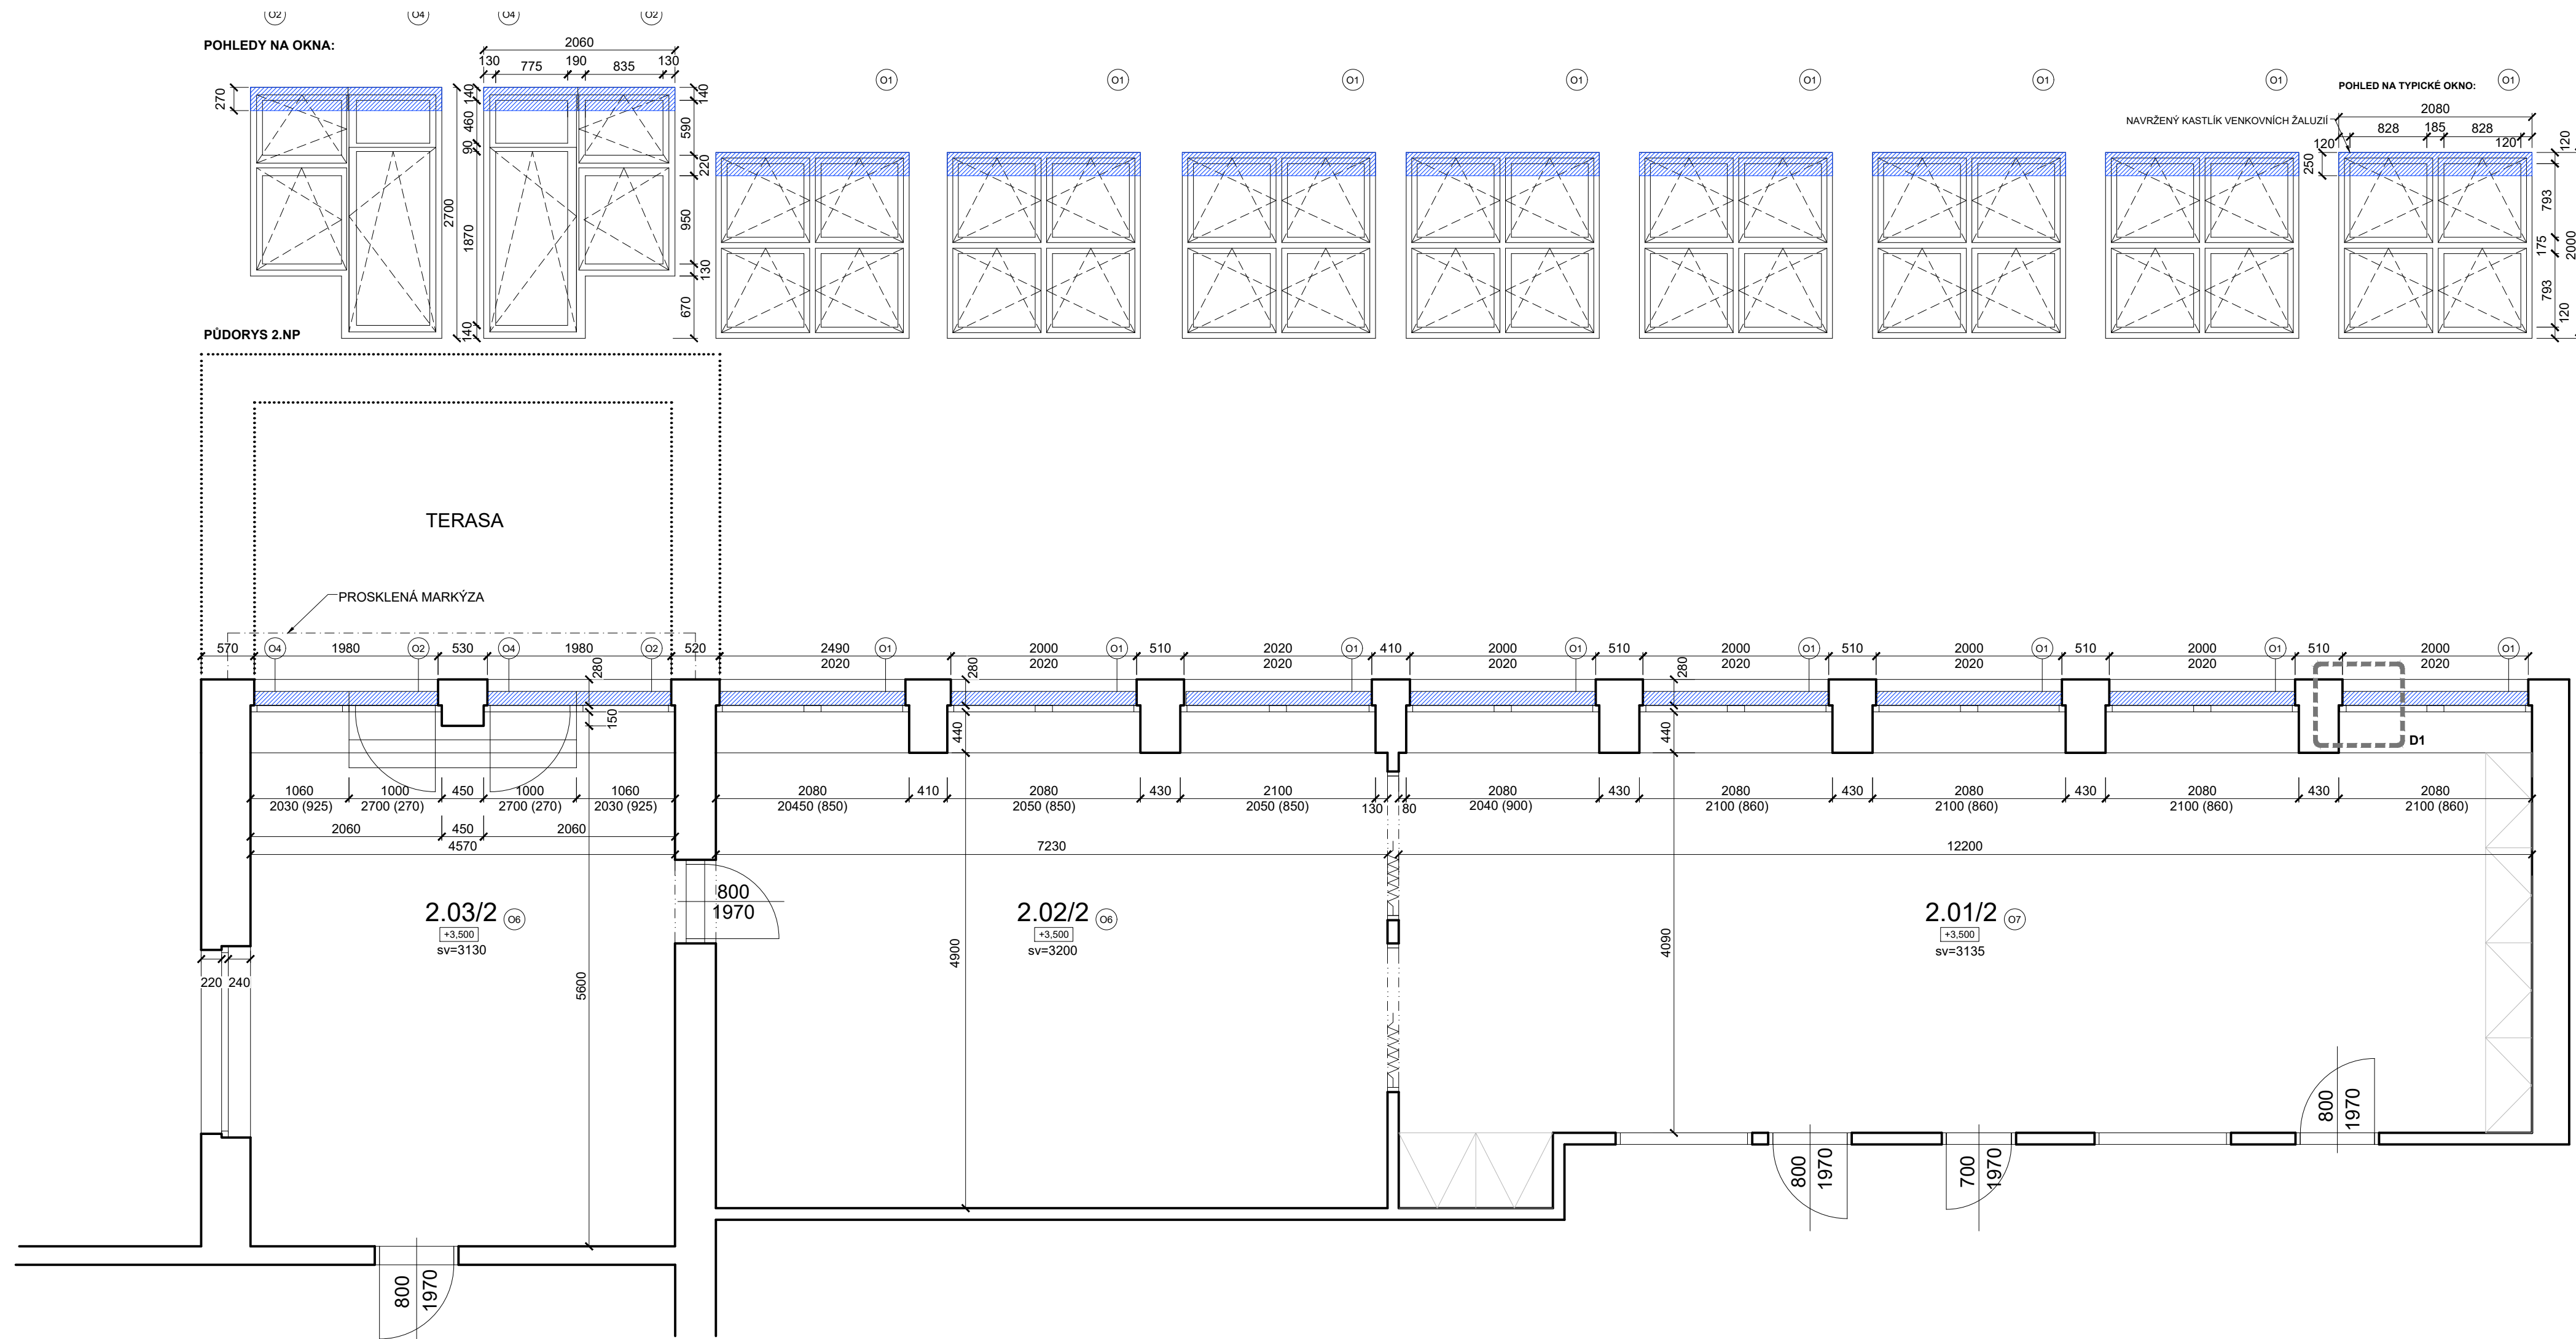 O2 O4 O4 O2
POHLEDY NA OKNA:
2060
130 775 190 835 130
O1 O1 O1 O1 O1 O1 O1 O1
POHLED NA TYPICKÉ OKNO:
2080
NAVRŽENÝ KASTLÍK VENKOVNÍCH ŽALUZIÍ
828 185 828
120 120
270
2700
140
460
90
1870
140
140
590
220
950
130
670
250
120
793
175
793
120
2000
PŮDORYS 2.NP
TERASA
PROSKLENÁ MARKÝZA
570 O4 1980 O2 530 O4 1980 O2 520 2490 O1 2000 O1 510 2020 O1 410 2000 O1 510 2000 O1 510 2000 O1 510 2000 O1 510 2000 O1
2020 2020 2020 2020 2020 2020 2020 2020
280 280 280
150 440 440
D1
1060 1000 450 1000 1060 2080 410 2080 430 2100 2080 430 2080 430 2080 430 2080 430 2080
2030 (925) 2700 (270) 2700 (270) 2030 (925) 20450 (850) 2050 (850) 2050 (850) 130 80 2040 (900) 2100 (860) 2100 (860) 2100 (860) 2100 (860)
2060 450 2060
4570 7230 12200
800
1970
2.03/2 O6
+3,500
sv=3130
2.02/2 O6
+3,500
sv=3200
2.01/2 O7
+3,500
sv=3135
220 240
5600
4900
4090
800
1970
800
1970
700
1970
800
1970